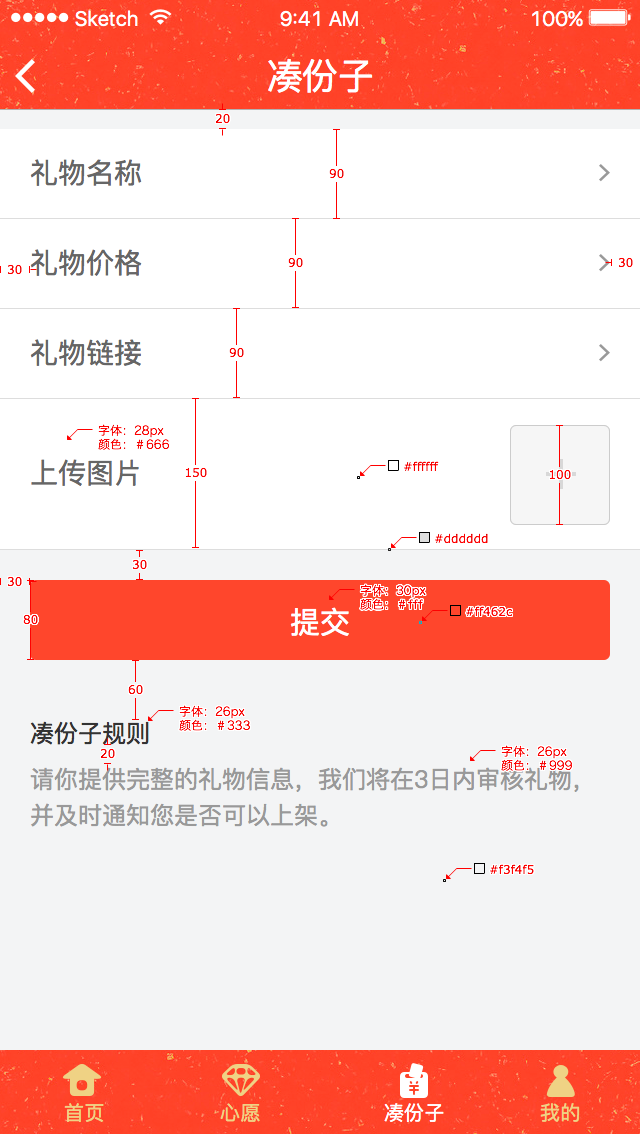 Sketch 9:41 AM 100%
凑份子
20
礼物名称
90
30 礼物价格 90 30
礼物链接
90
字体：28px
颜色：#666
上传图片
150
#ffffff
100
#dddddd
30
30
80
提交
字体：30px
颜色：#fff
#ff462c
60
字体：26px
颜色：#333
凑份子规则
20
字体：26px
颜色：#999
请你提供完整的礼物信息，我们将在3日内审核礼物，
并及时通知您是否可以上架。
#f3f4f5
¥
首页 心愿 凑份子 我的